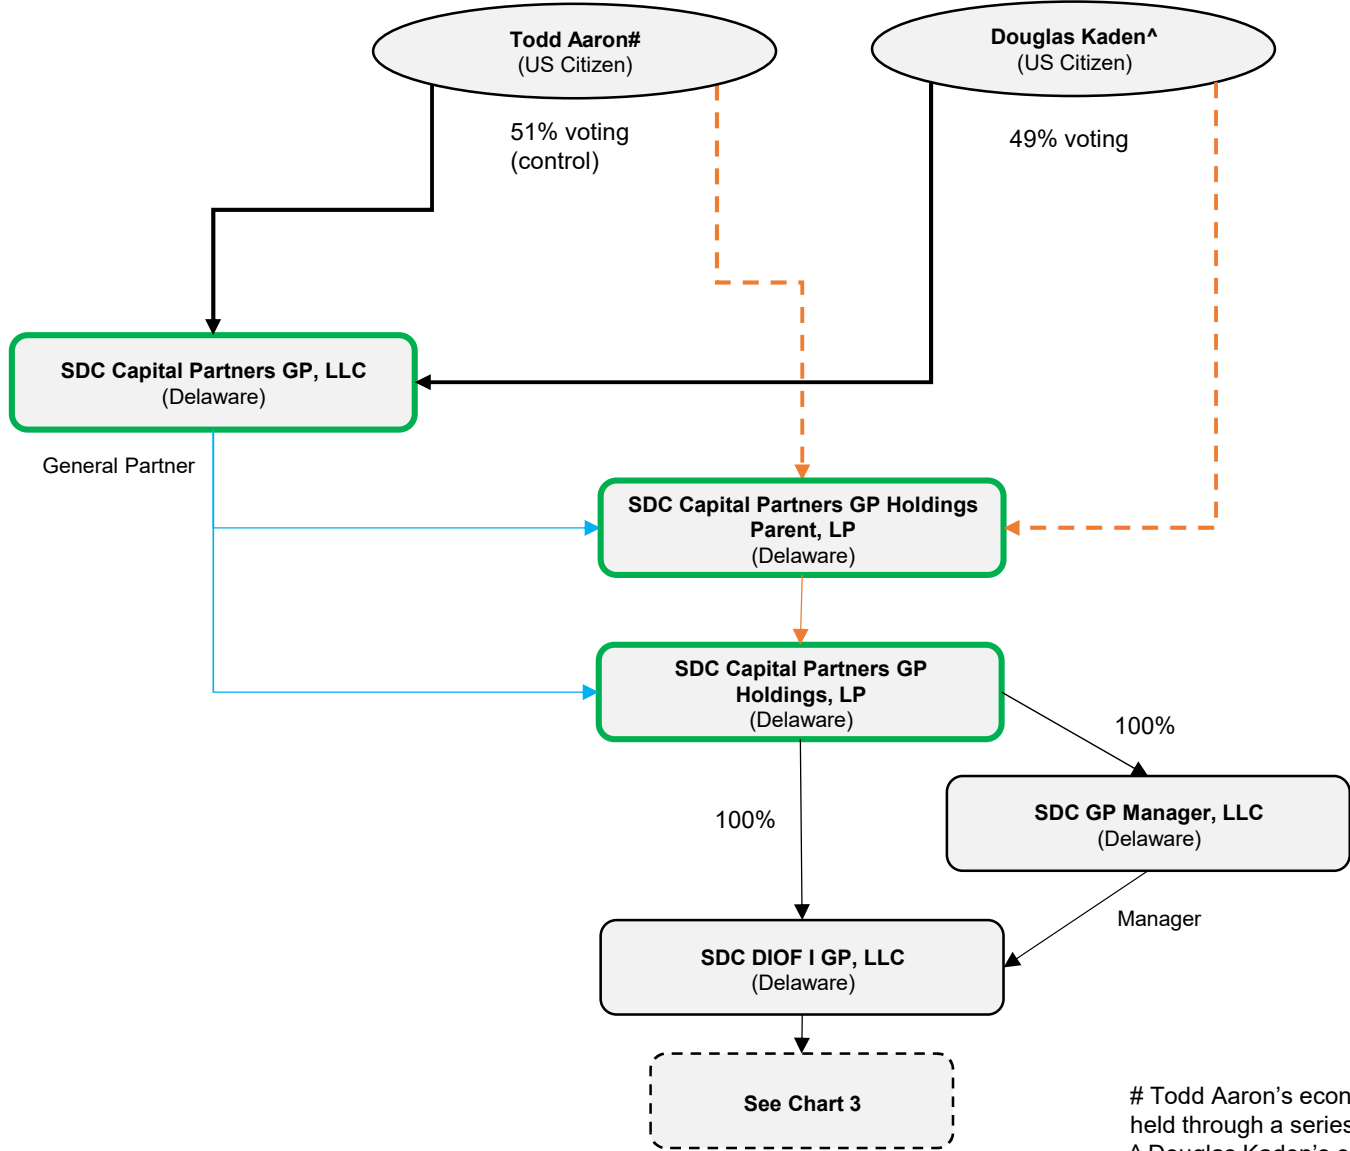 Todd Aaron#
(US Citizen)
Douglas Kaden^
(US Citizen)
51% voting
(control)
49% voting
SDC Capital Partners GP, LLC
(Delaware)
General Partner
SDC Capital Partners GP Holdings
Parent, LP
(Delaware)
SDC Capital Partners GP
Holdings, LP
(Delaware)
100%
SDC GP Manager, LLC
(Delaware)
100%
Manager
SDC DIOF I GP, LLC
(Delaware)
See Chart 3
# Todd Aaron's
held through a series
^ Douglas Kaden's